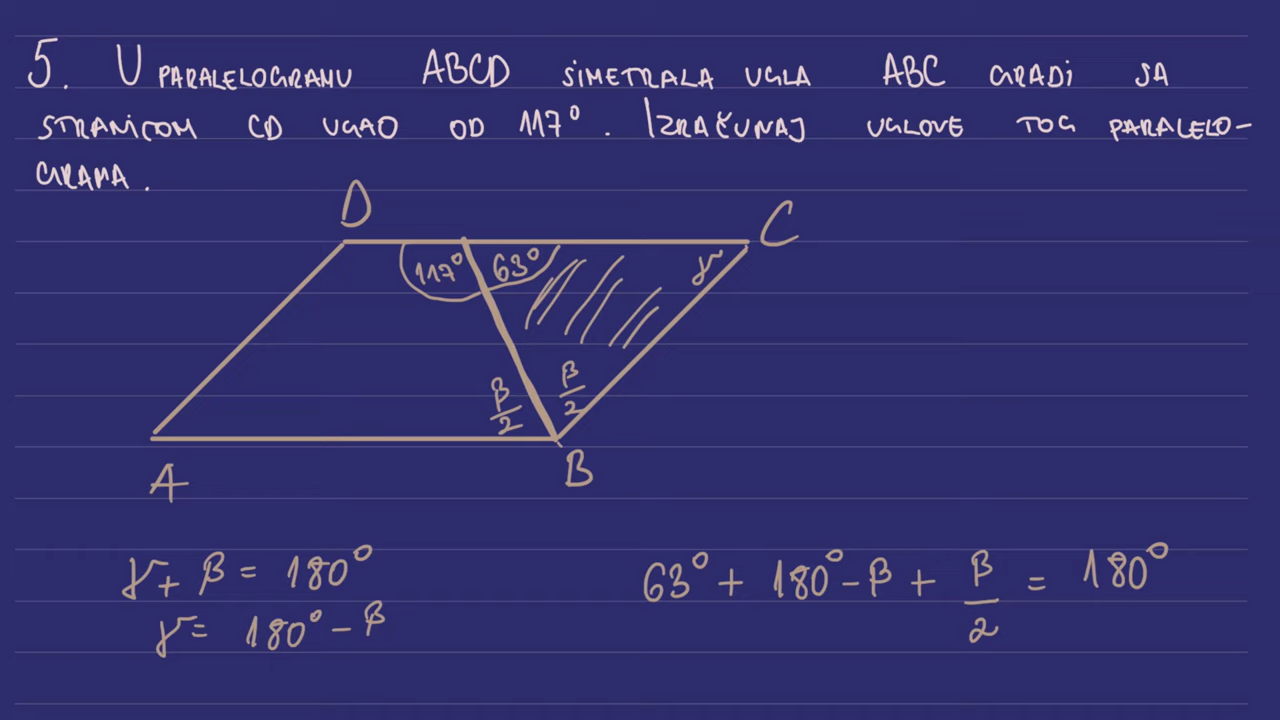 5. U PARALELOGRAMU ABCD SIMETRALA UGLA ABC GRADI SA
STRANICOM CD UGAO OD 117°. IZRAČUNAJ UGLOVE TOG PARALELO-
GRAMA.
D
C
117° 63° γ
β/2 β/2
A
B
γ + β = 180°
γ = 180° - β
63° + 180° - β + β/2 = 180°